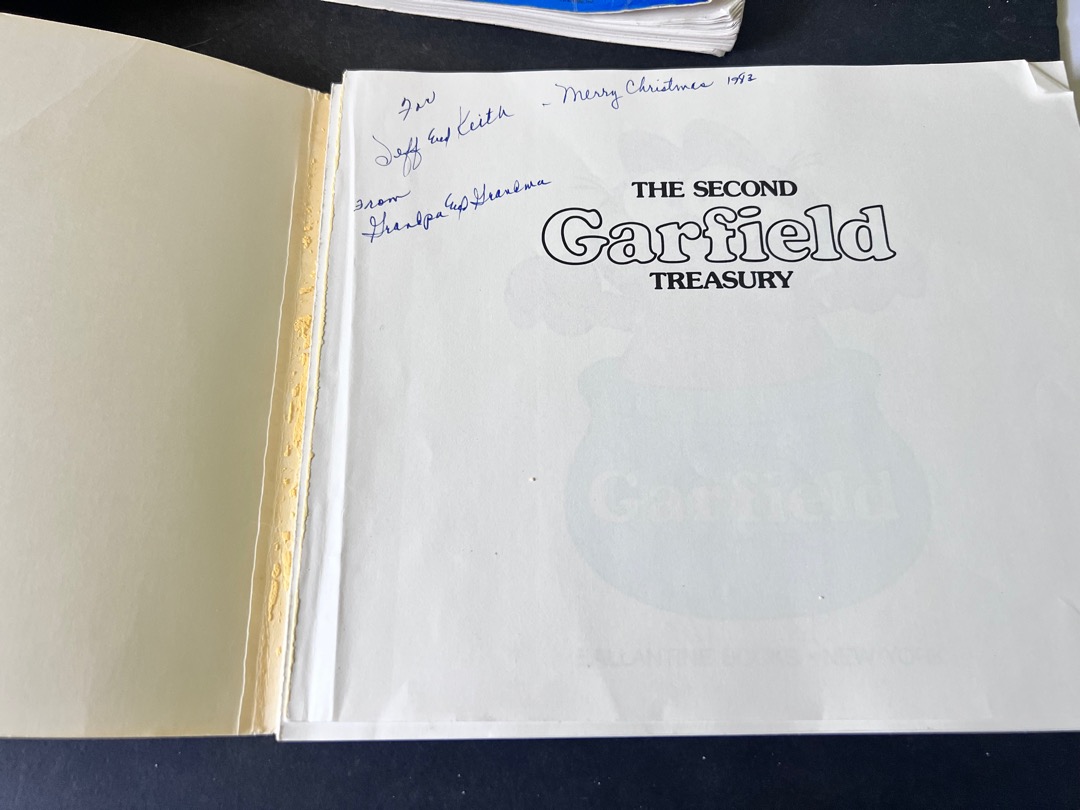 For
Jeff and Keith - Merry Christmas 1983
From
Grandpa and Grandma
THE SECOND
Garfield
TREASURY
Garfield
BALLANTINE BOOKS • NEW YORK